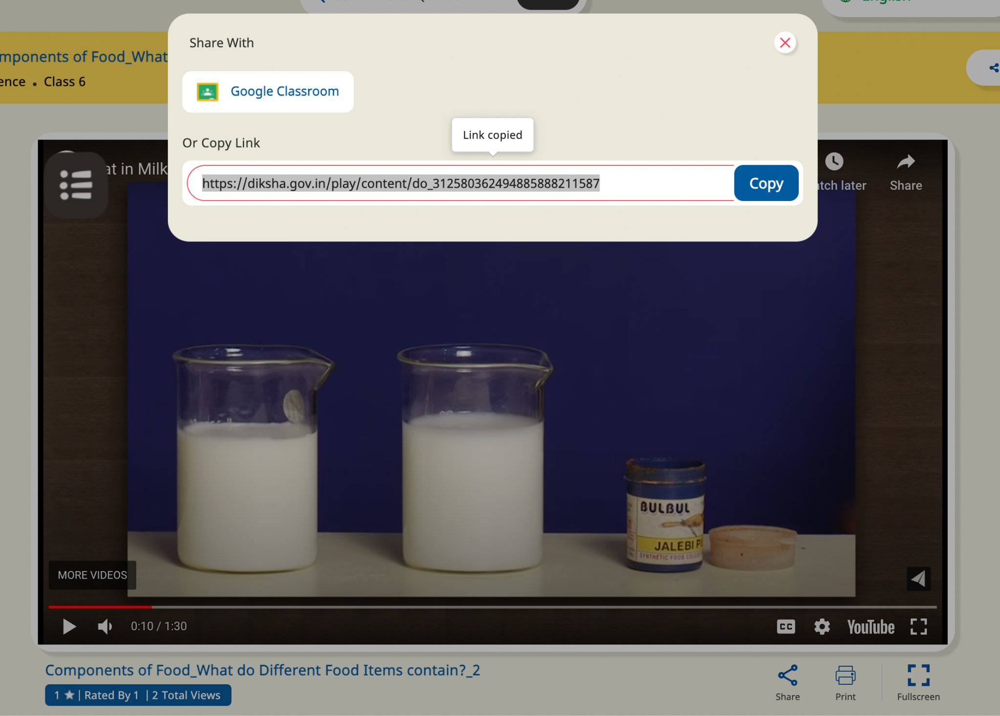 English
Share With
mponents of Food_What
ence • Class 6
Google Classroom
Link copied
Or Copy Link
https://diksha.gov.in/play/content/do_31258036249488588211587
Copy
at in Milk
tch later
Share
BULBUL
JALEBI
SYNTHETIC FOOD COLOUR
MORE VIDEOS
0:10 / 1:30
CC
YouTube
Components of Food_What do Different Food Items contain?_2
1 ★ | Rated By 1 | 2 Total Views
Share
Print
Fullscreen